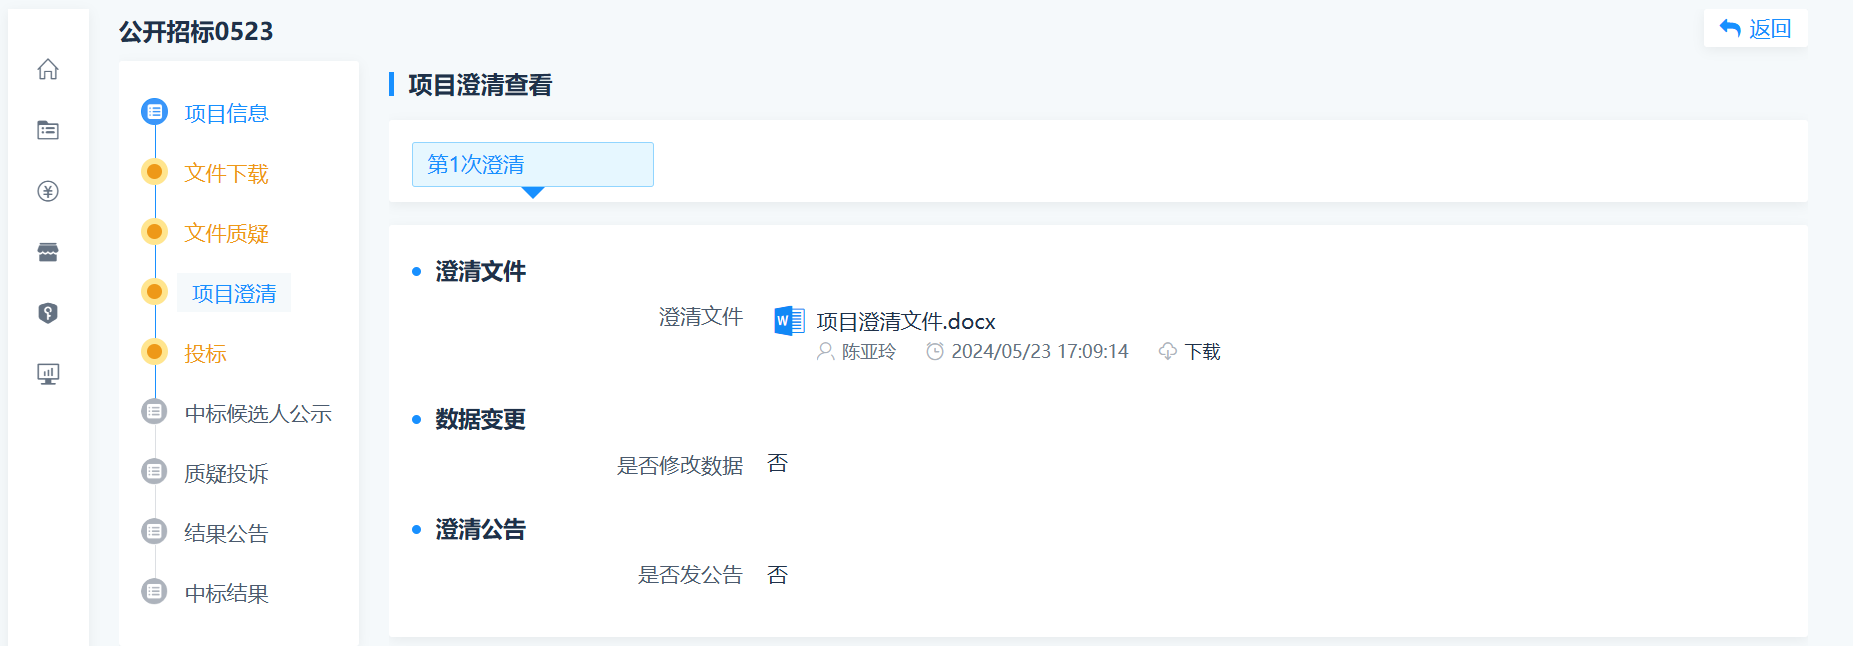 公开招标0523
返回
项目信息
文件下载
文件质疑
项目澄清
投标
中标候选人公示
质疑投诉
结果公告
中标结果
项目澄清查看
第1次澄清
澄清文件
澄清文件 项目澄清文件.docx
陈亚玲 2024/05/23 17:09:14 下载
数据变更
是否修改数据 否
澄清公告
是否发公告 否